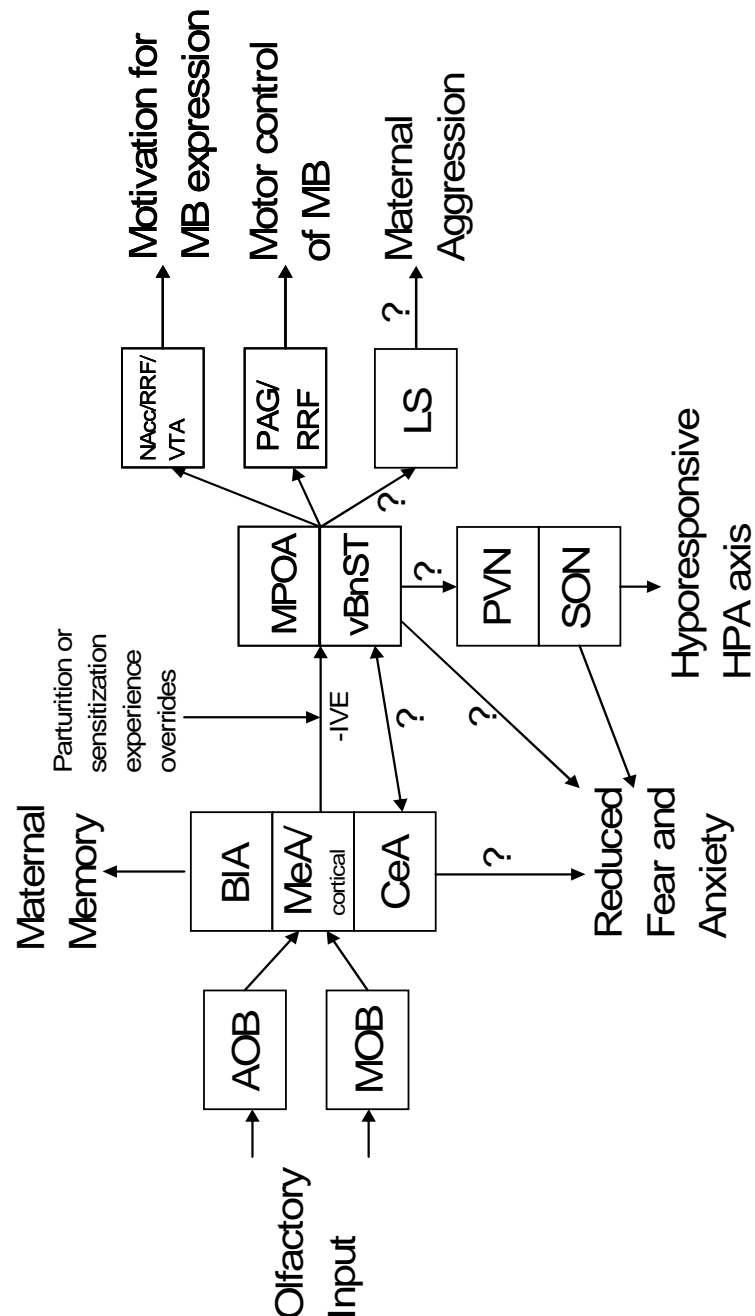 Olfactory
Input
AOB
MOB
Maternal
Memory
BlA
MeA/
cortical
CeA
Parturition or
sensitization
experience
overrides
-IVE
?
?
MPOA
vBnST
?
?
?
NAcc/RRF/
VTA
PAG/
RRF
LS
?
Motivation for
MB expression
Motor control
of MB
Maternal
Aggression
PVN
SON
Reduced
Fear and
Anxiety
Hyporesponsive
HPA axis